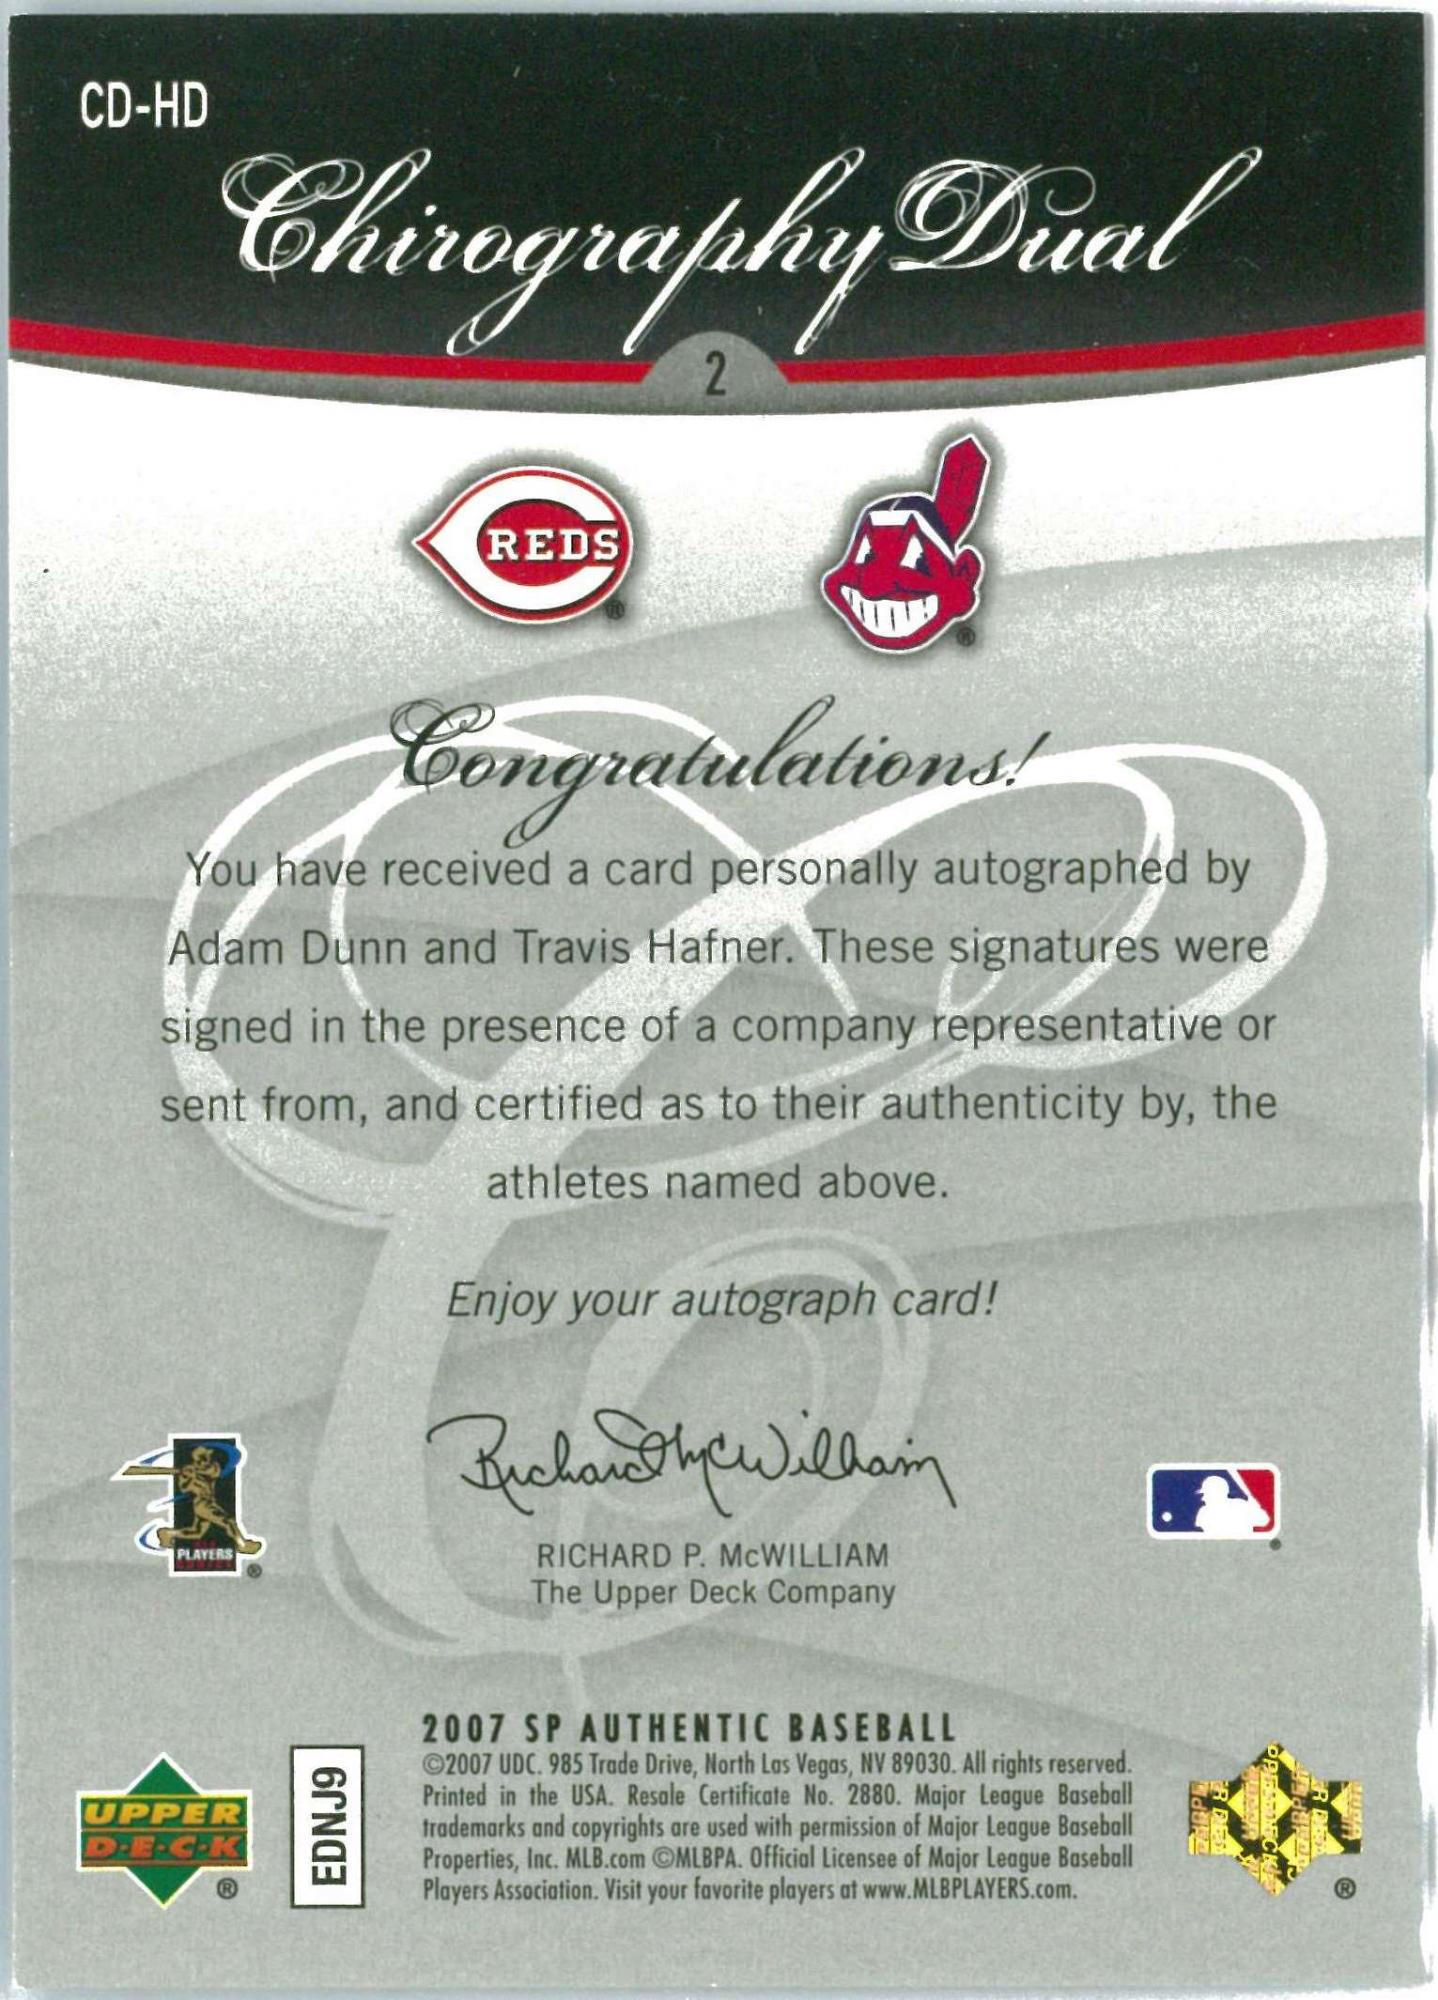 CD-HD
Chirography Dual
2
REDS
Congratulations!
You have received a card personally autographed by
Adam Dunn and Travis Hafner. These signatures were
signed in the presence of a company representative or
sent from, and certified as to their authenticity by, the
athletes named above.
Enjoy your autograph card!
Richard McWilliam
PLAYERS
RICHARD P. McWILLIAM
The Upper Deck Company
2007 SP AUTHENTIC BASEBALL
©2007 UDC. 985 Trade Drive, North Las Vegas, NV 89030. All rights reserved.
Printed in the USA. Resale Certificate No. 2880. Major League Baseball
trademarks and copyrights are used with permission of Major League Baseball
Properties, Inc. MLB.com ©MLBPA. Official Licensee of Major League Baseball
Players Association. Visit your favorite players at www.MLBPLAYERS.com.
UPPER
D·E·C·K
®
EDNJ9
®